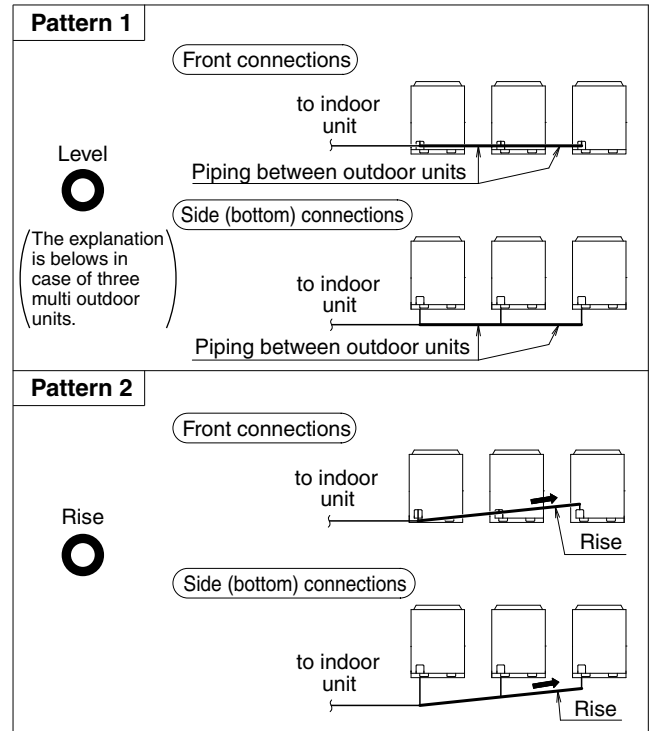 Pattern 1
Front connections
to indoor
unit
Level
Piping between outdoor units
Side (bottom) connections
(The explanation
is belows in
case of three
multi outdoor
units.)
to indoor
unit
Piping between outdoor units
Pattern 2
Front connections
to indoor
unit
Rise
Rise
Side (bottom) connections
to indoor
unit
Rise